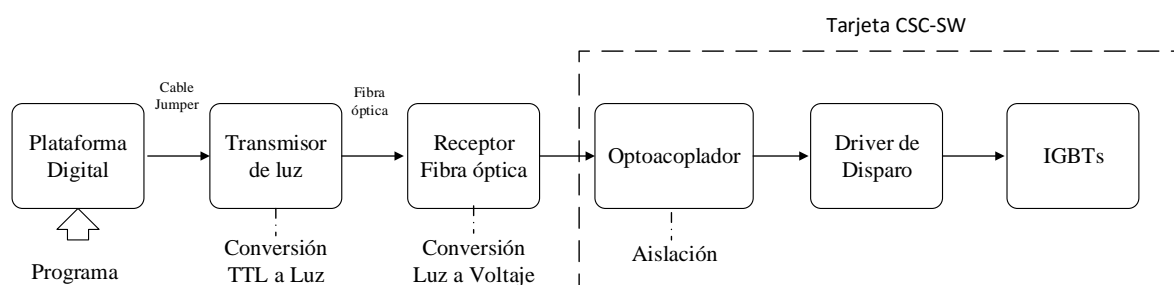 Tarjeta CSC-SW
Cable
Jumper
Fibra
óptica
Plataforma
Digital
Transmisor
de luz
Receptor
Fibra óptica
Optoacoplador
Driver de
Disparo
IGBTs
Programa
Conversión
TTL a Luz
Conversión
Luz a Voltaje
Aislación